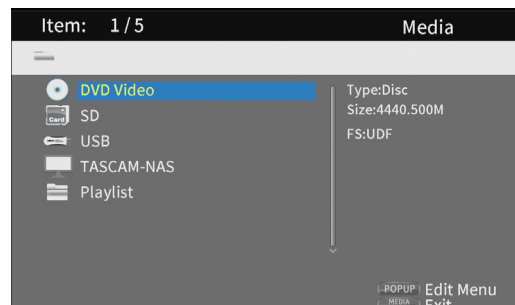 Item: 1/5 Media
DVD Video
Card SD
USB
TASCAM-NAS
Playlist
Type:Disc
Size:4440.500M
FS:UDF
POPUP Edit Menu
MEDIA Exit